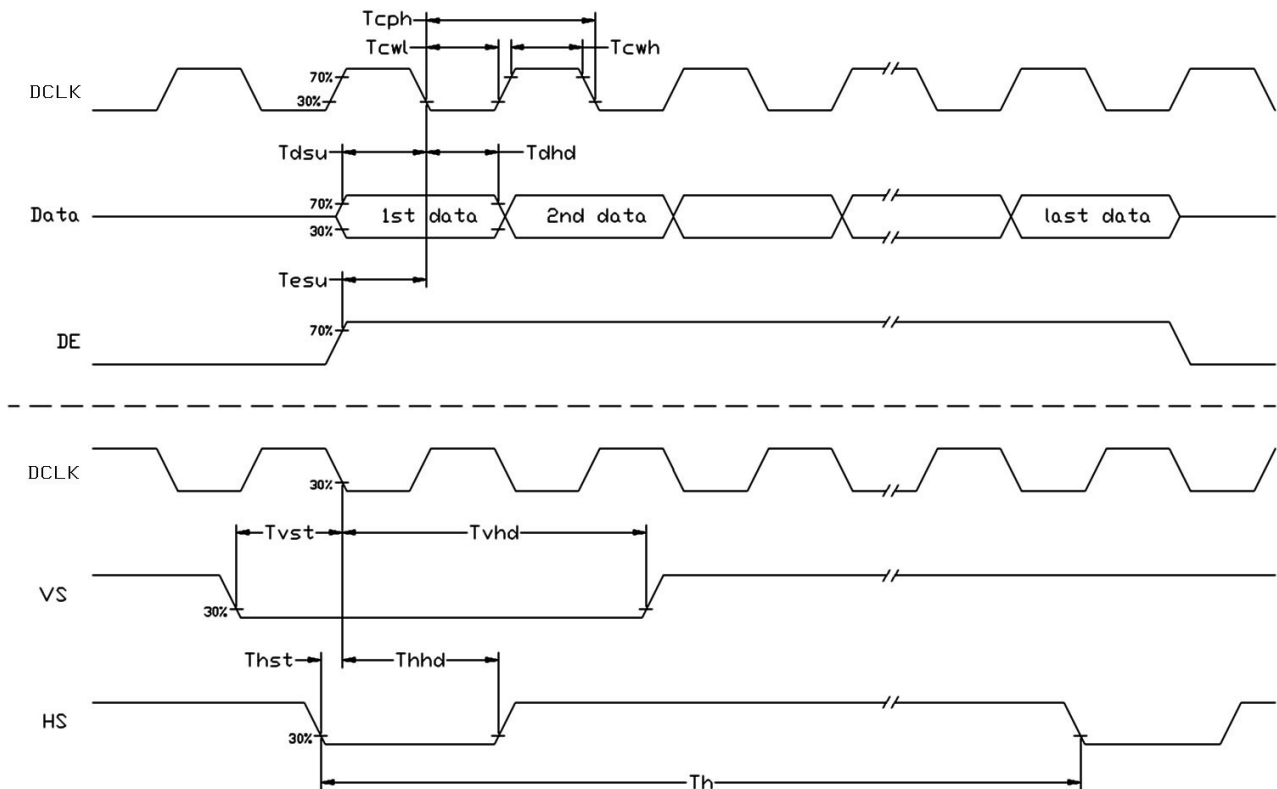 Tcph
Tcwl Tcwh
DCLK 70%
30%
Tdsu Tdhd
Data 70% 1st data 2nd data last data
30%
Tesu
DE 70%
DCLK 30%
Tvst Tvhd
VS 30%
Thst Thhd
HS 30%
Th